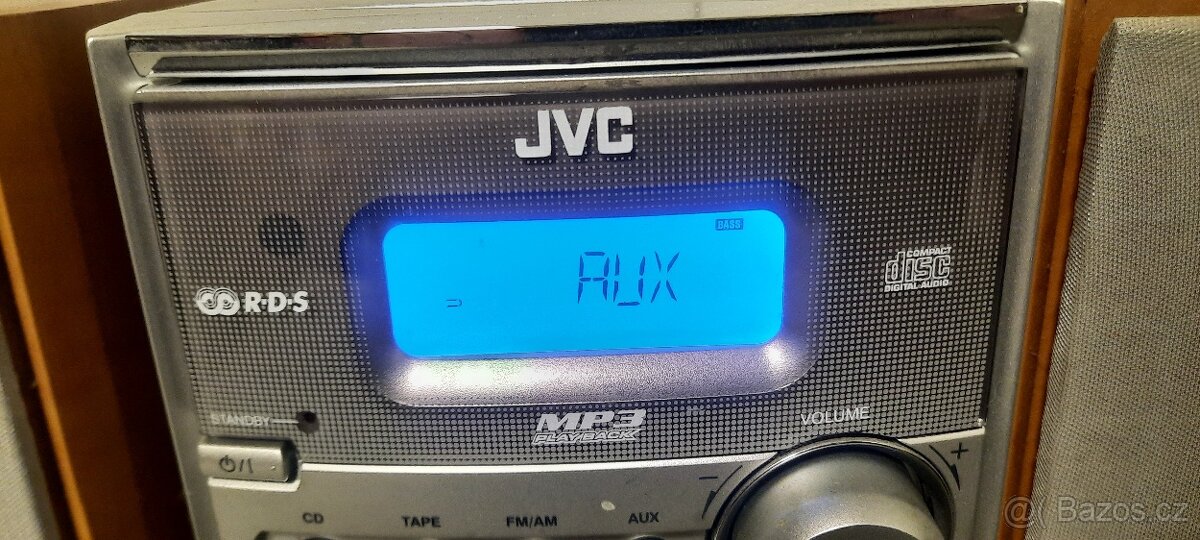 JVC
BASS
AUX
COMPACT
disc
DIGITAL AUDIO
R·D·S
MP3
PLAYBACK
STANDBY
VOLUME
⏻/I
− +
CD TAPE FM/AM AUX
@ Bazos.cz